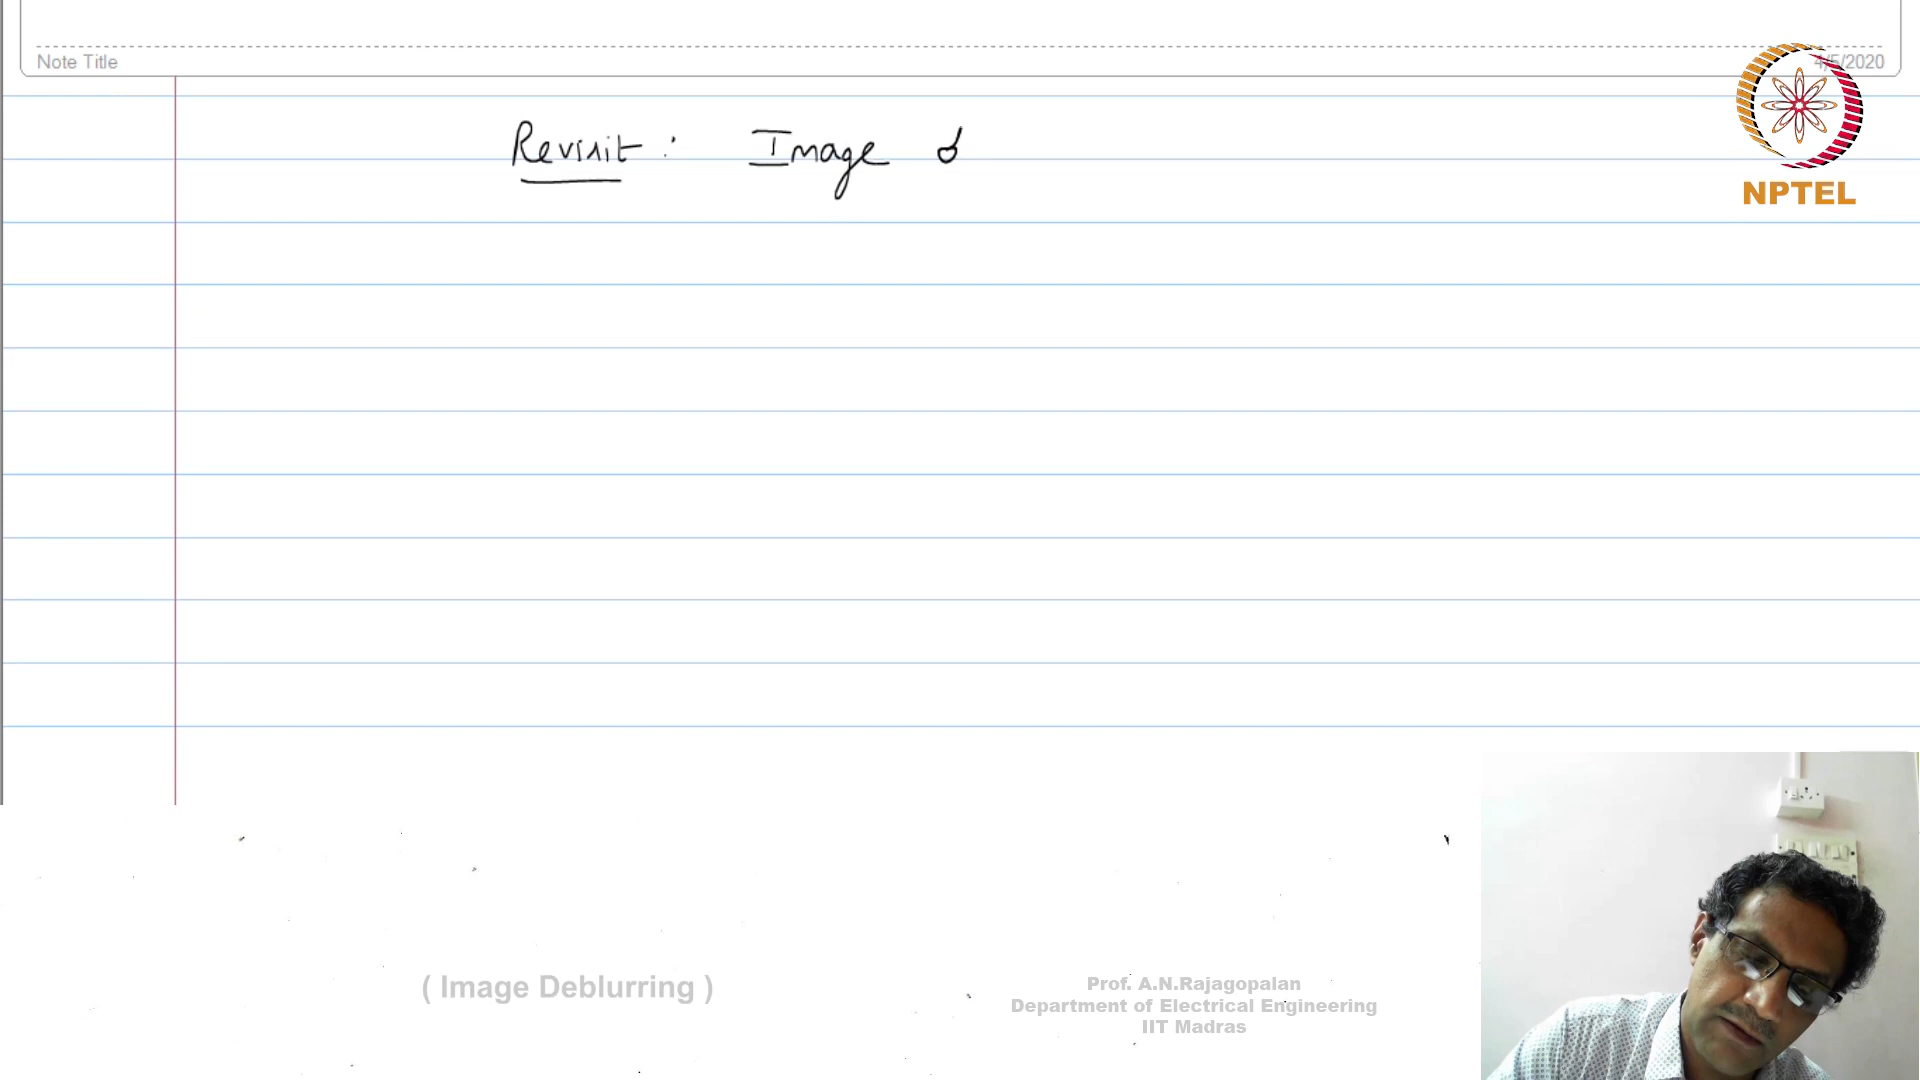 Note Title
4/5/2020
Revisit : Image d
NPTEL
( Image Deblurring )
Prof. A.N.Rajagopalan
Department of Electrical Engineering
IIT Madras